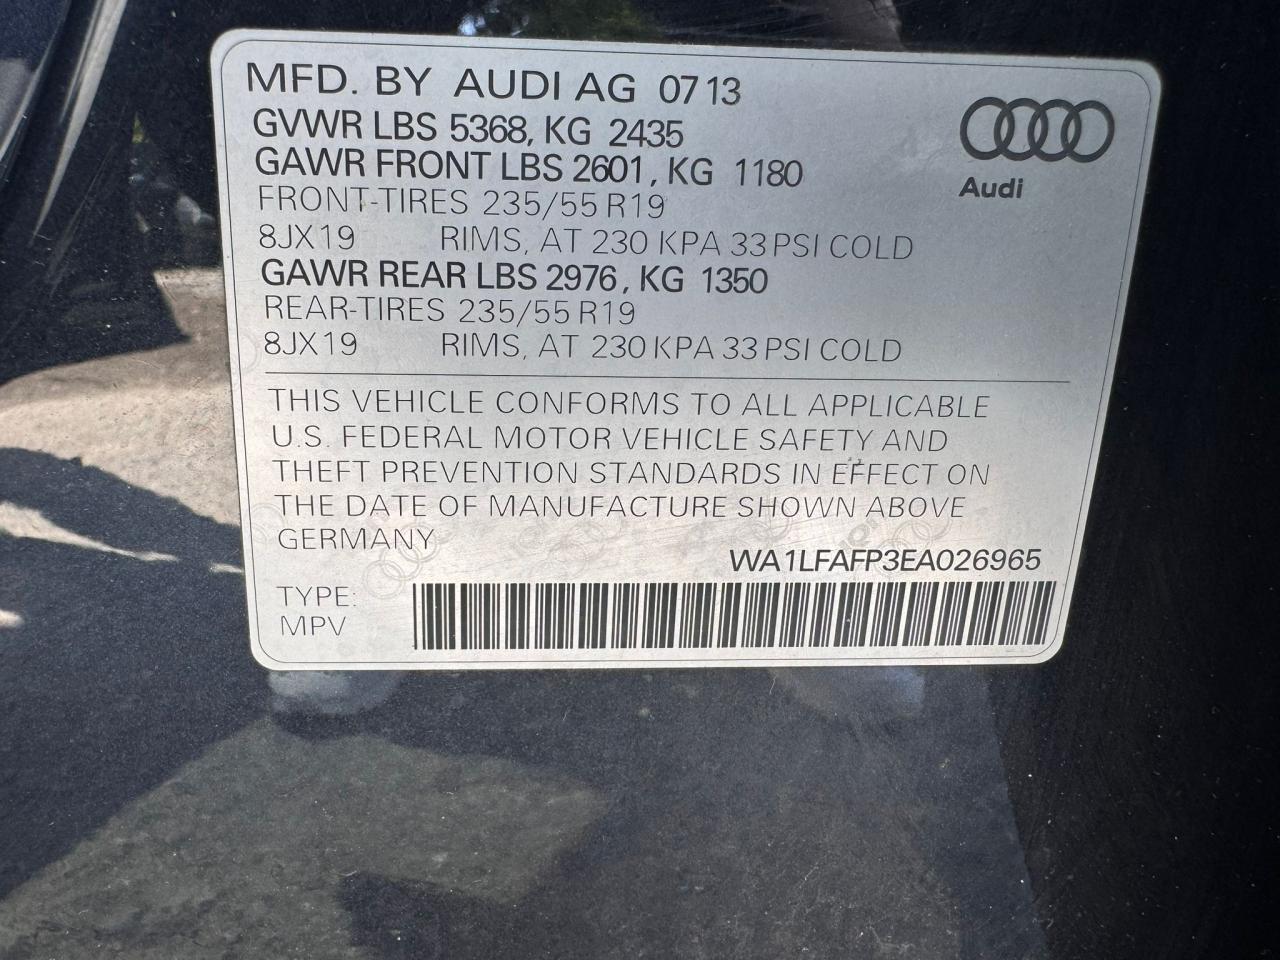 MFD. BY AUDI AG 0713
GVWR LBS 5368, KG 2435
GAWR FRONT LBS 2601, KG 1180
FRONT-TIRES 235/55 R19
8JX19 RIMS, AT 230 KPA 33 PSI COLD
GAWR REAR LBS 2976, KG 1350
REAR-TIRES 235/55 R19
8JX19 RIMS, AT 230 KPA 33 PSI COLD
Audi
THIS VEHICLE CONFORMS TO ALL APPLICABLE
U.S. FEDERAL MOTOR VEHICLE SAFETY AND
THEFT PREVENTION STANDARDS IN EFFECT ON
THE DATE OF MANUFACTURE SHOWN ABOVE
GERMANY
WA1LFAFP3EA026965
TYPE:
MPV